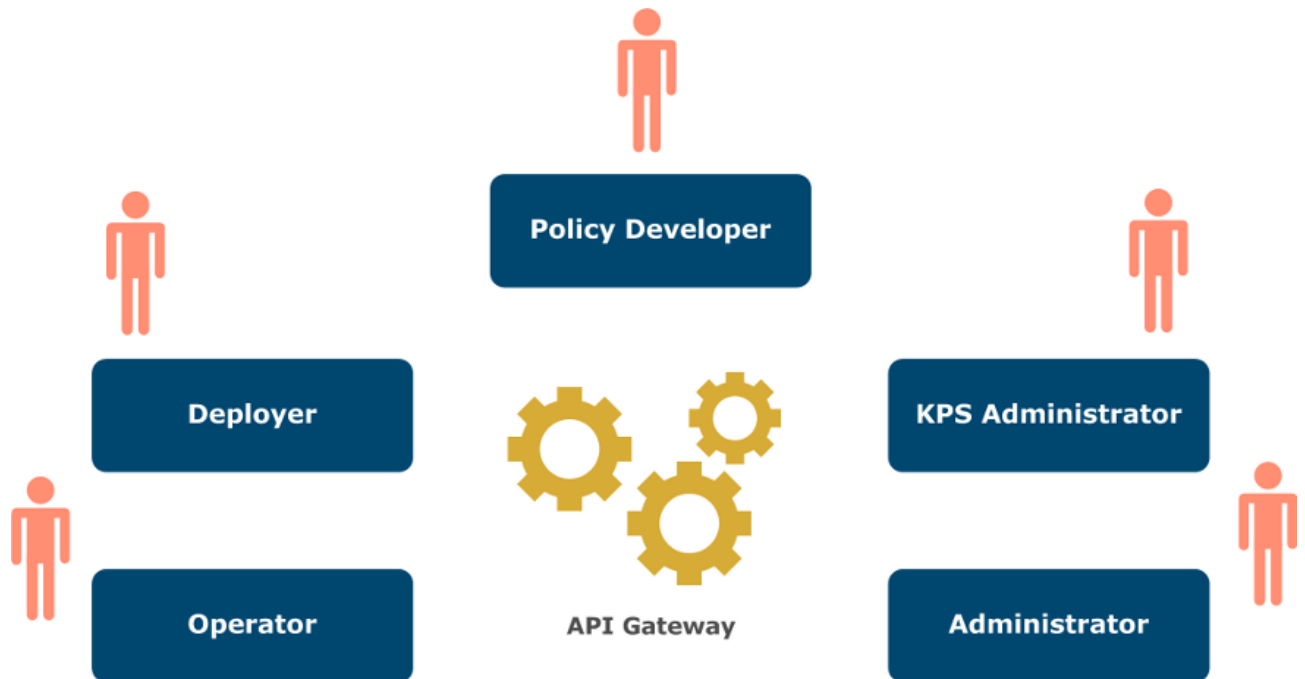 Policy Developer
Deployer
KPS Administrator
Operator
API Gateway
Administrator